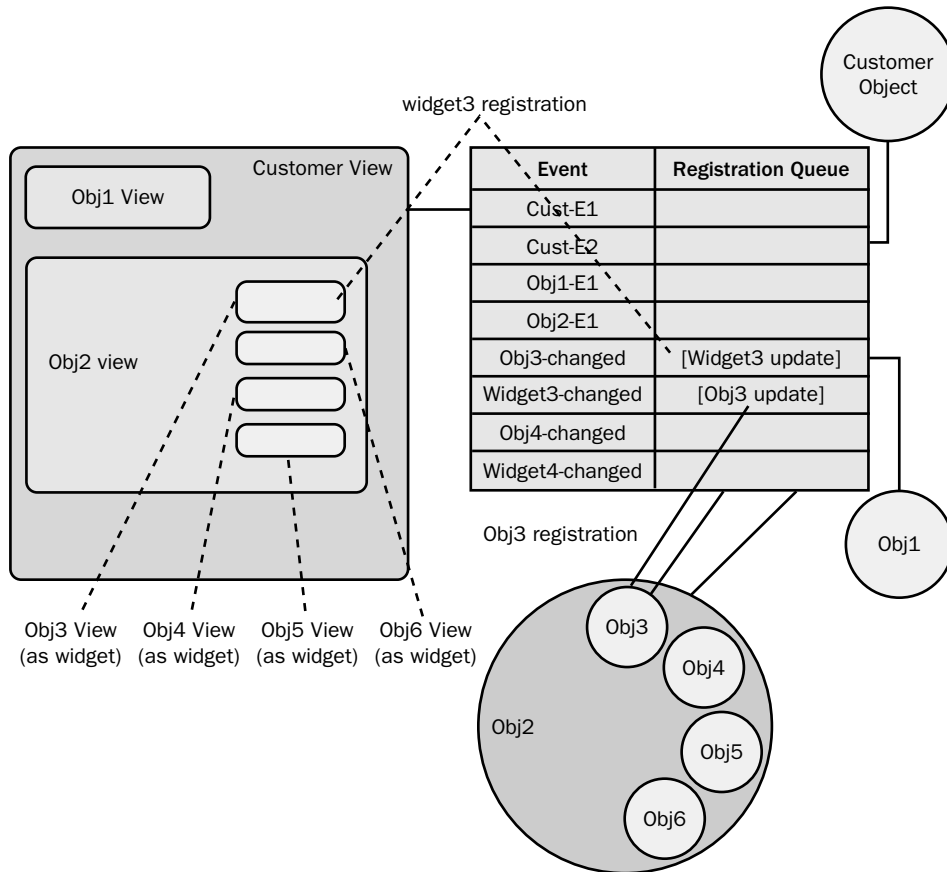 Customer
Object
widget3 registration
Customer View
Obj1 View
Obj2 view
Event Registration Queue
Cust-E1
Cust-E2
Obj1-E1
Obj2-E1
Obj3-changed [Widget3 update]
Widget3-changed [Obj3 update]
Obj4-changed
Widget4-changed
Obj3 registration
Obj1
Obj3 View
(as widget)
Obj4 View
(as widget)
Obj5 View
(as widget)
Obj6 View
(as widget)
Obj3
Obj4
Obj2
Obj5
Obj6